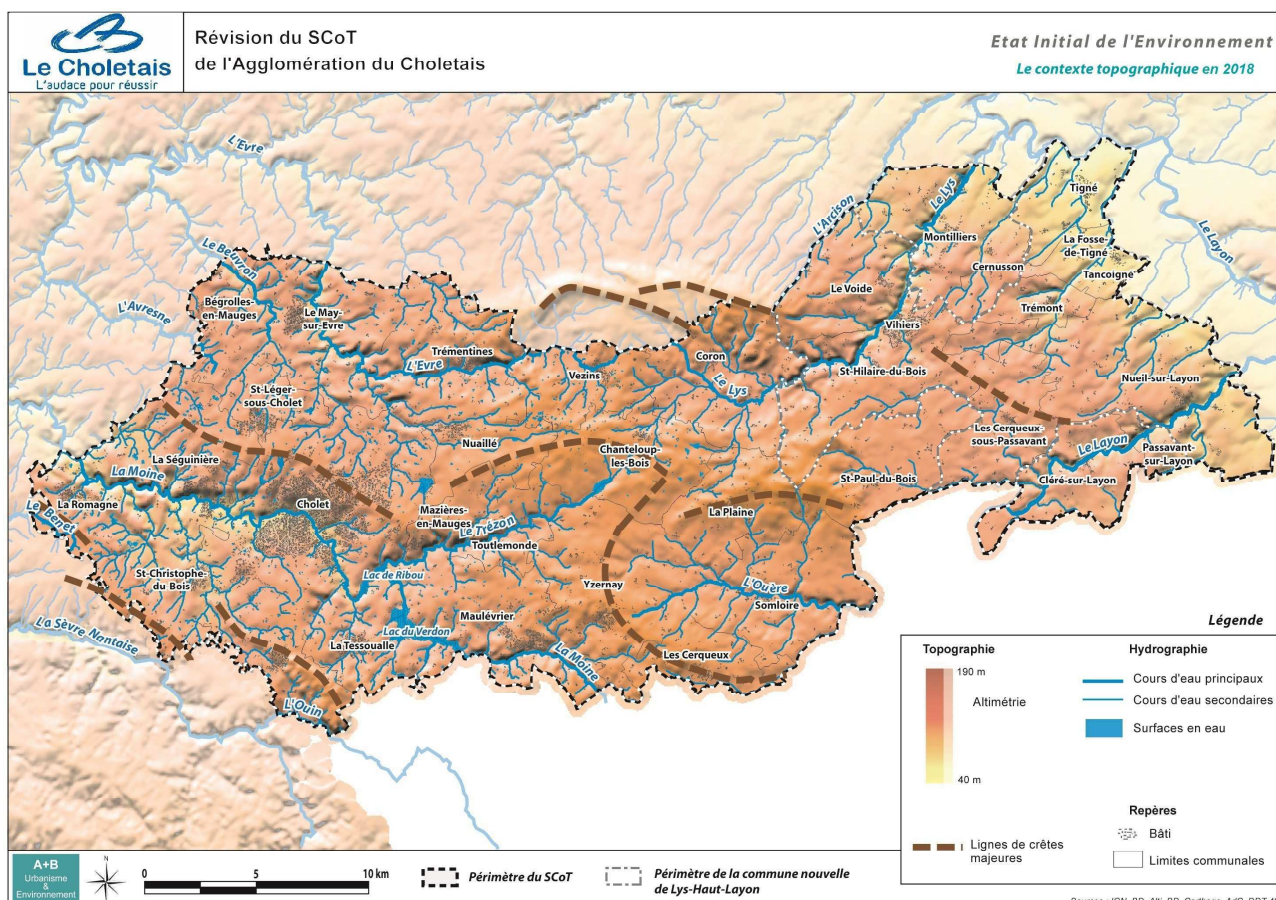 Le Choletais
L'audace pour réussir
Révision du SCoT
de l'Agglomération du Choletais
Etat Initial de l'Environnement
Le contexte topographique en 2018
L'Evre
Le Beuvron
L'Avresne
Bégrolles-
en-Mauges
Le May-
sur-Evre
Trémentines
L'Evre
St-Léger-
sous-Cholet
Vezins
Coron
Le Lys
L'Arcison
Le Lys
Montilliers
Le Voide
Vihiers
St-Hilaire-du-Bois
Cernusson
Tigné
La Fosse-
de-Tigné
Tancoigne
Trémont
Le Layon
Nueil-sur-Layon
Les Cerqueux-
sous-Passavant
Le Layon
Passavant-
sur-Layon
Cléré-sur-Layon
St-Paul-du-Bois
Nuaillé
Chanteloup-
les-Bois
La Séguinière
La Moine
La Romagne
Le Benet
Cholet
Mazières-
en-Mauges
Le Trézon
Toutlemonde
La Plaine
St-Christophe-
du-Bois
Lac de Ribou
Yzernay
L'Ouère
Somloire
Maulévrier
Lac du Verdon
La Tessoualle
La Sèvre Nantaise
La Moine
Les Cerqueux
L'Ouin
Légende
Topographie
190 m
Altimétrie
40 m
Hydrographie
Cours d'eau principaux
Cours d'eau secondaires
Surfaces en eau
Repères
Bâti
Limites communales
Lignes de crêtes
majeures
A+B
Urbanisme
&
Environnement
N
0 5 10 km
Périmètre du SCoT
Périmètre de la commune nouvelle
de Lys-Haut-Layon